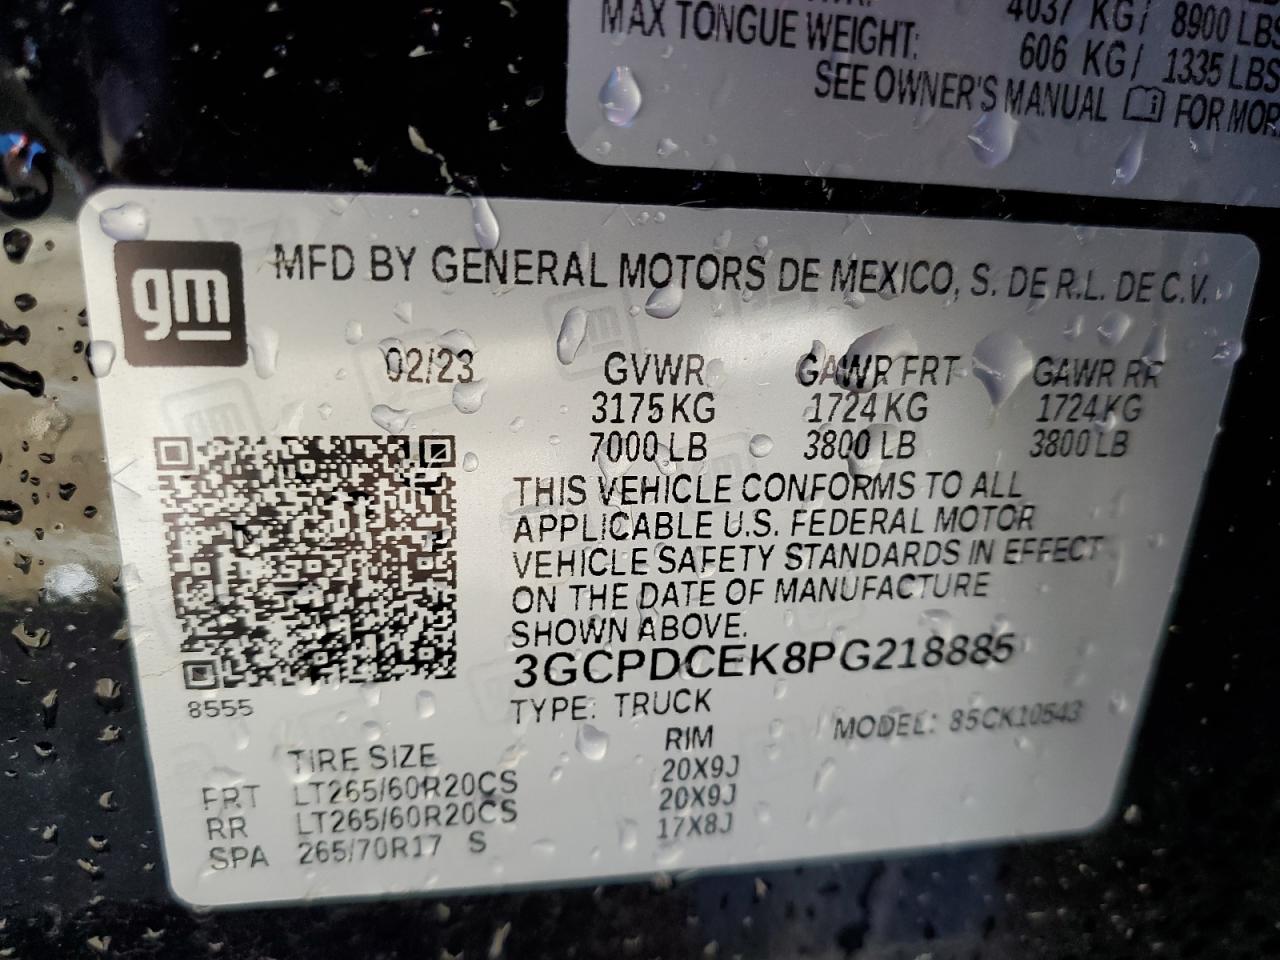 4037 KG/ 8900 LBS
MAX TONGUE WEIGHT: 606 KG/ 1335 LBS
SEE OWNER'S MANUAL FOR MOR
gm
MFD BY GENERAL MOTORS DE MEXICO, S. DE R.L. DE C.V.
02/23 GVWR GAWR FRT GAWR RR
3175 KG 1724 KG 1724 KG
7000 LB 3800 LB 3800 LB
THIS VEHICLE CONFORMS TO ALL
APPLICABLE U.S. FEDERAL MOTOR
VEHICLE SAFETY STANDARDS IN EFFECT
ON THE DATE OF MANUFACTURE
SHOWN ABOVE.
3GCPDCEK8PG218885
8555
TYPE: TRUCK MODEL: 85CK10543
TIRE SIZE RIM
FRT LT265/60R20CS 20X9J
RR LT265/60R20CS 20X9J
SPA 265/70R17 S 17X8J